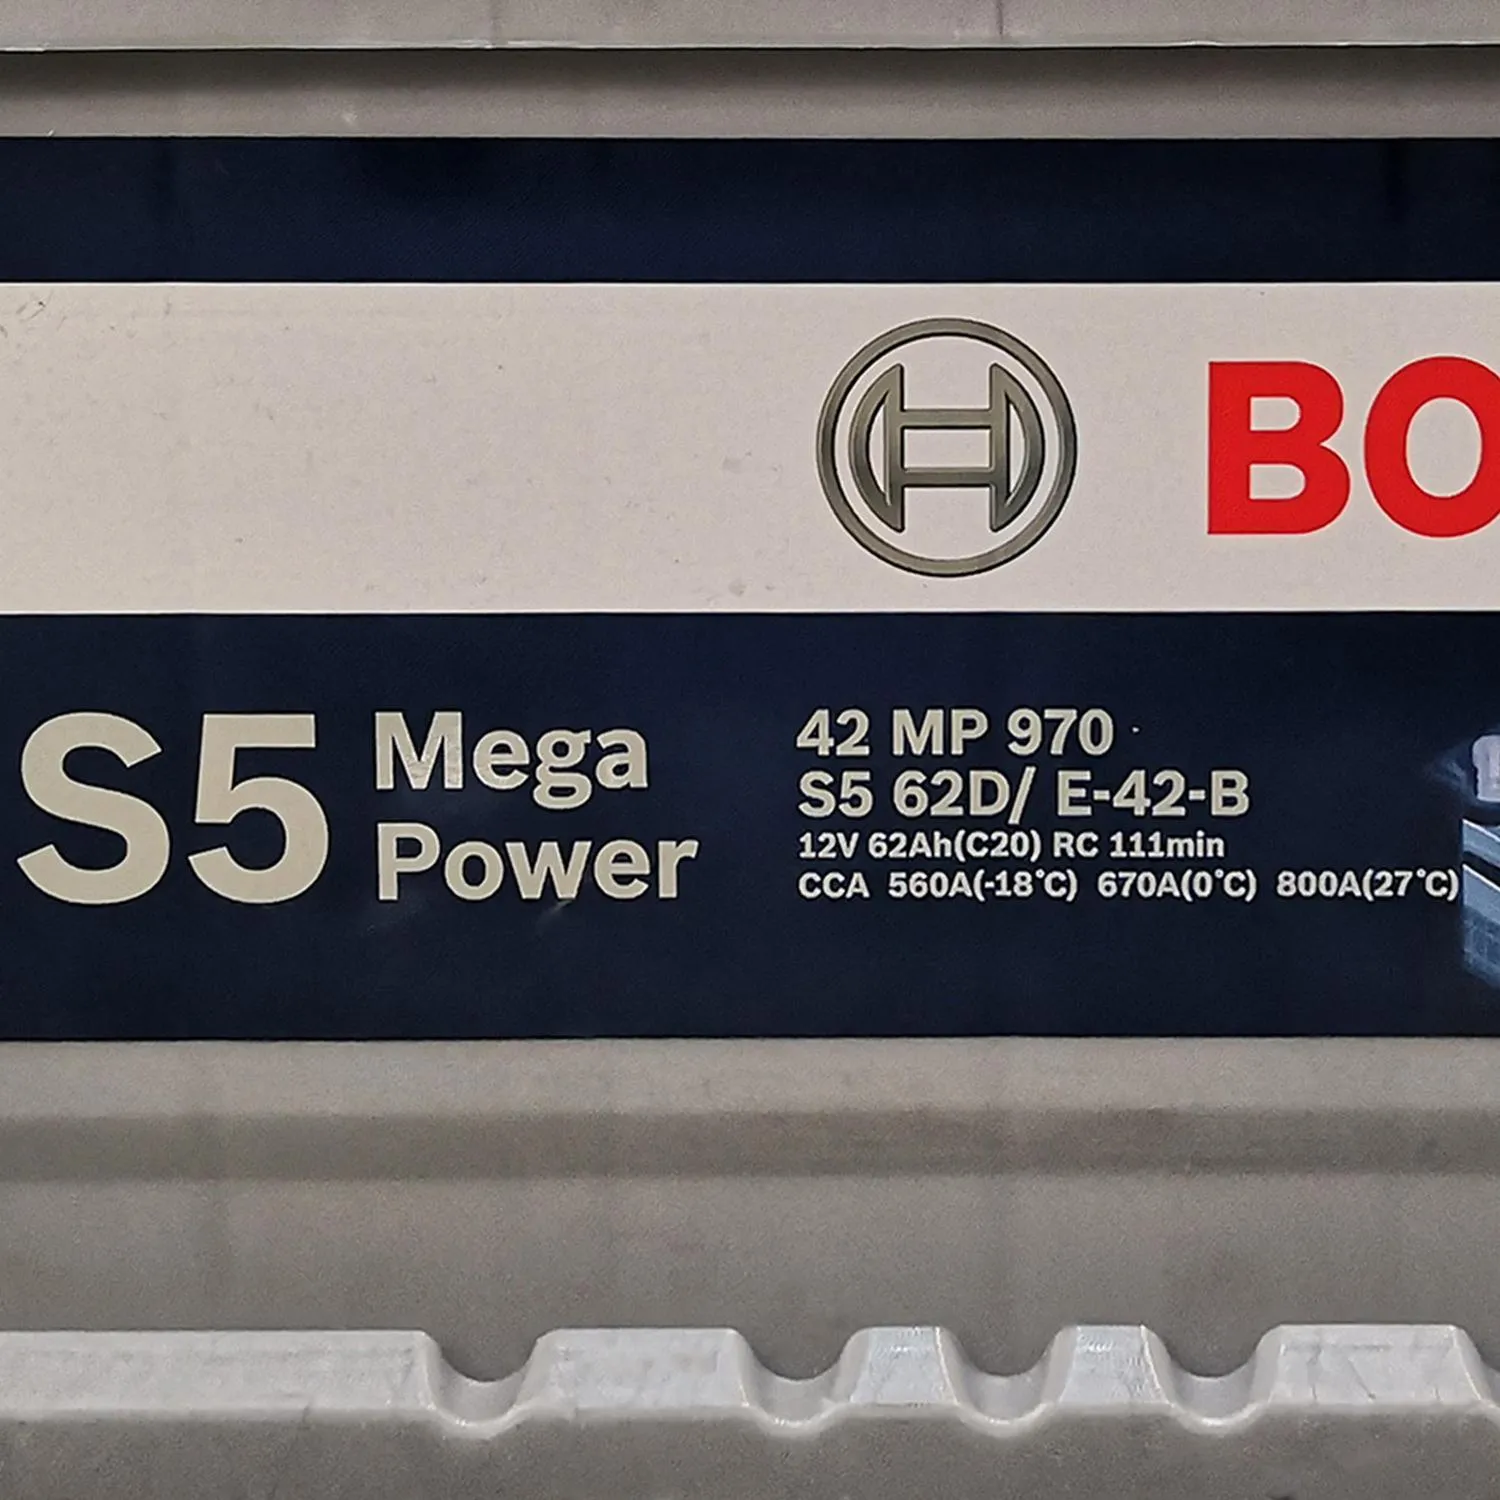 BO
S5 Mega Power
42 MP 970
S5 62D/ E-42-B
12V 62Ah(C20) RC 111min
CCA 560A(-18°C) 670A(0°C) 800A(27°C)